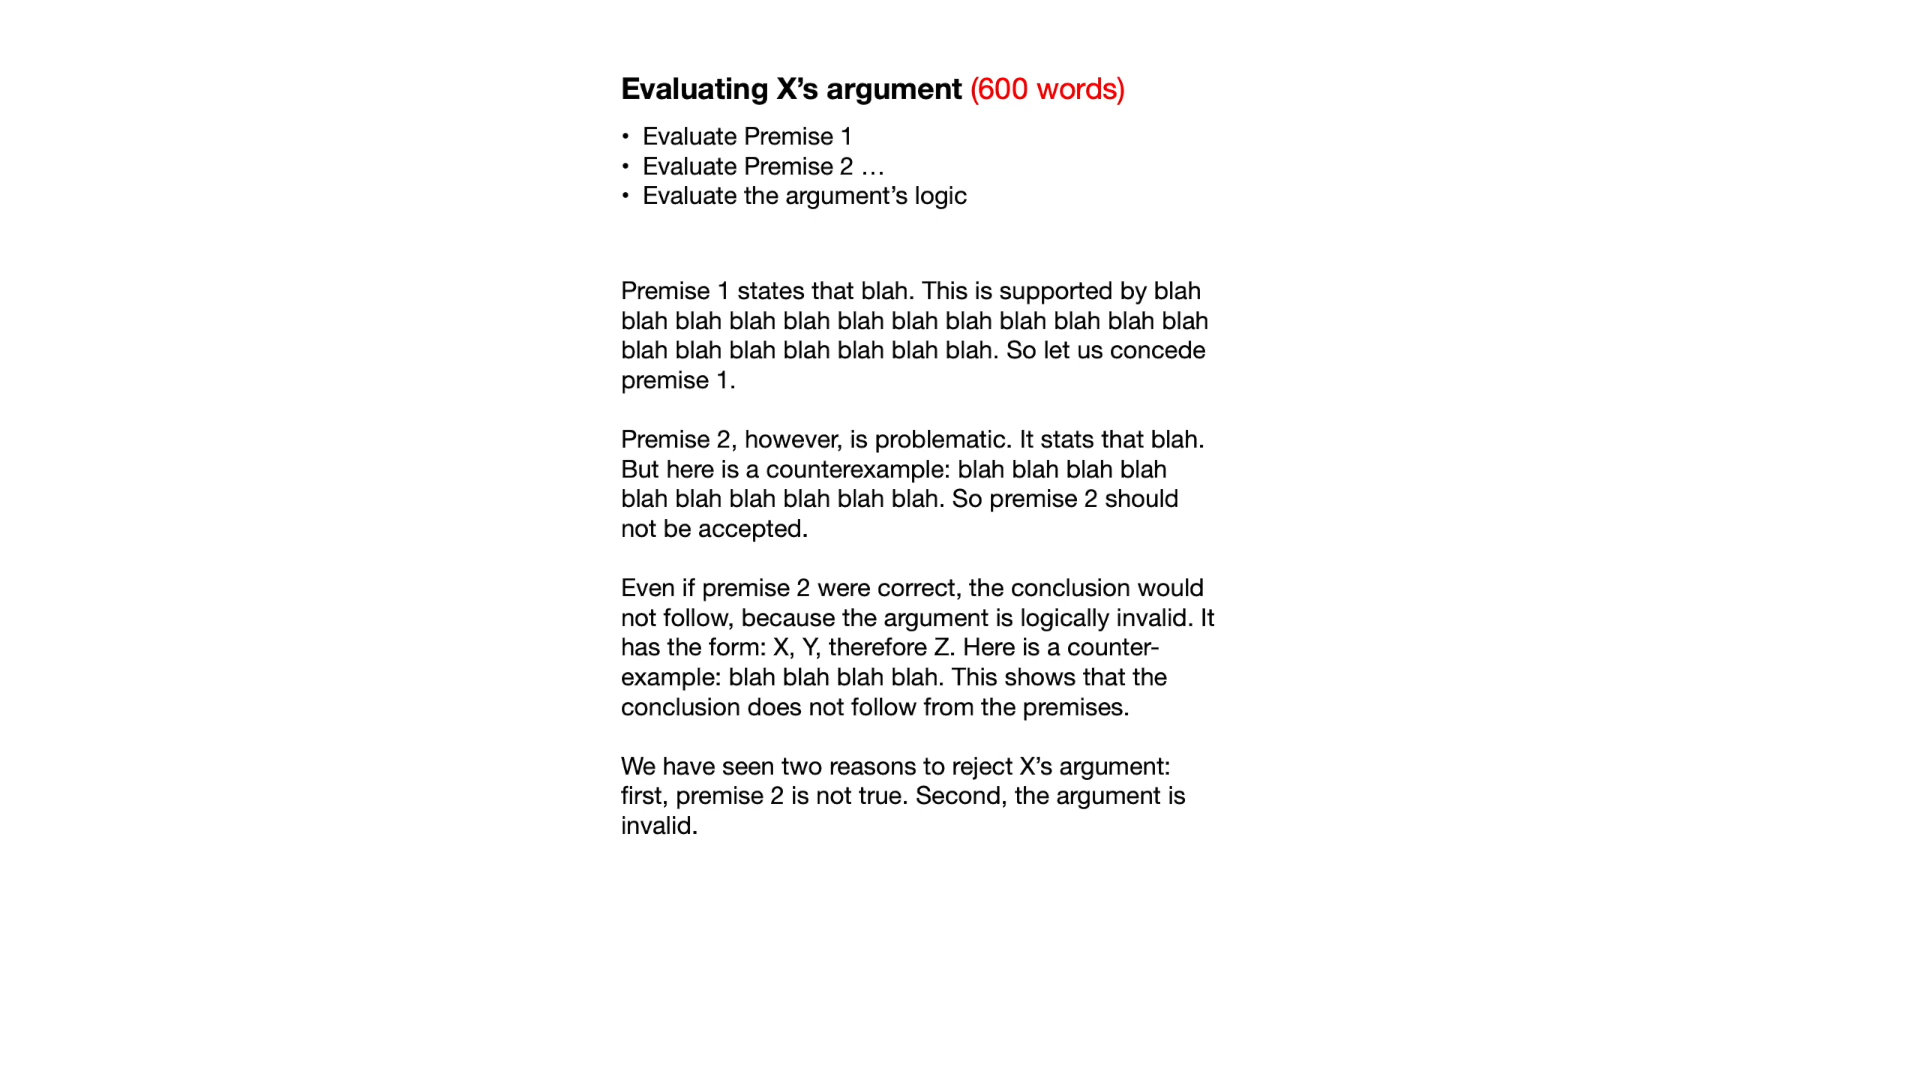 Evaluating X’s argument (600 words)
• Evaluate Premise 1
• Evaluate Premise 2 …
• Evaluate the argument’s logic
Premise 1 states that blah. This is supported by blah
blah blah blah blah blah blah blah blah blah blah blah
blah blah blah blah blah blah blah. So let us concede
premise 1.
Premise 2, however, is problematic. It stats that blah.
But here is a counterexample: blah blah blah blah
blah blah blah blah blah blah. So premise 2 should
not be accepted.
Even if premise 2 were correct, the conclusion would
not follow, because the argument is logically invalid. It
has the form: X, Y, therefore Z. Here is a counter-
example: blah blah blah blah. This shows that the
conclusion does not follow from the premises.
We have seen two reasons to reject X’s argument:
first, premise 2 is not true. Second, the argument is
invalid.